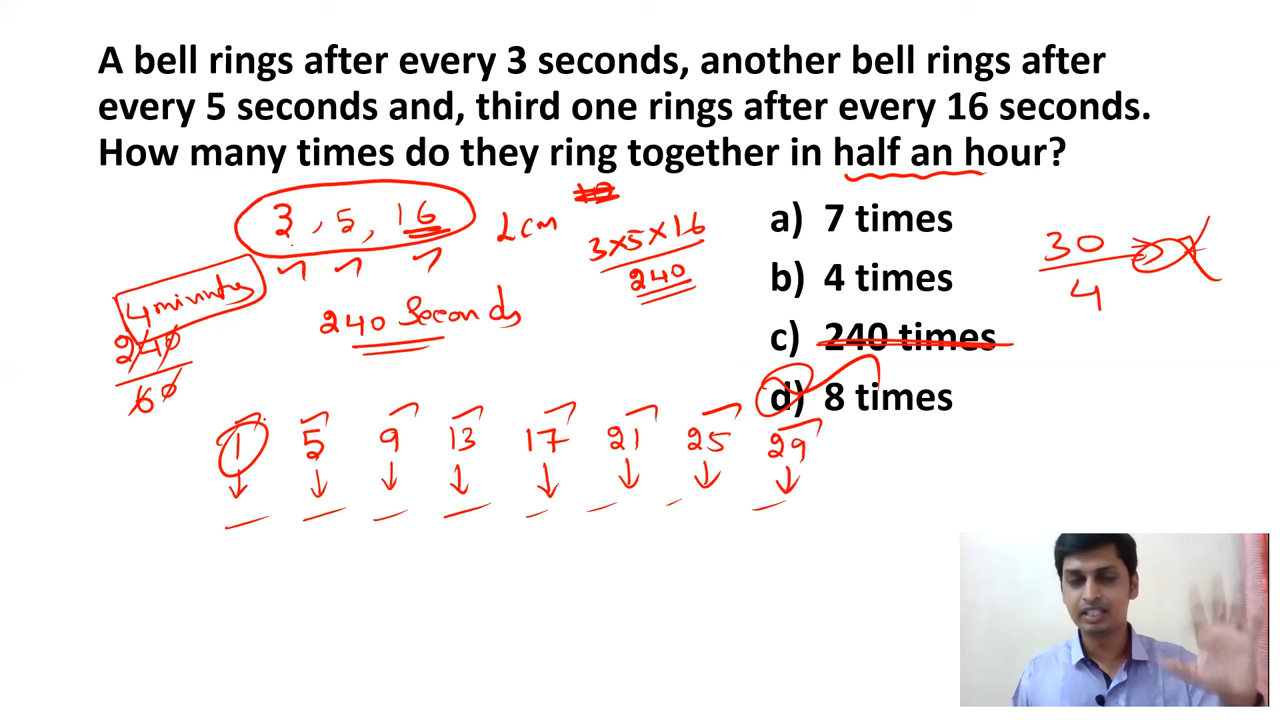 A bell rings after every 3 seconds, another bell rings after
every 5 seconds and, third one rings after every 16 seconds.
How many times do they ring together in half an hour?
3, 5, 16 Lcm
3x5x16
240
a) 7 times
30
4
b) 4 times
4 minutes
240 Seconds
240
60
c) 240 times
d) 8 times
1 5 9 13 17 21 25 29